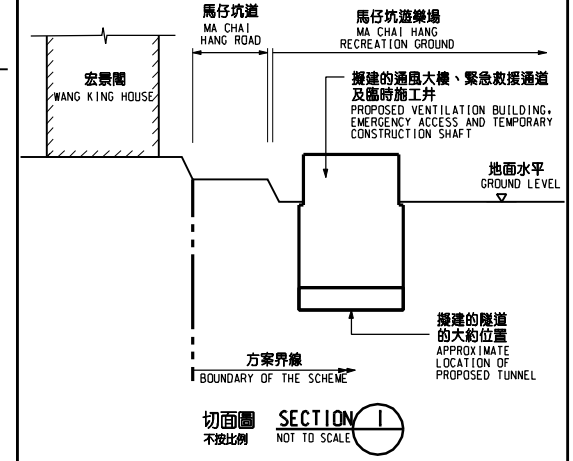 馬仔坑道
MA CHAI
HANG ROAD
馬仔坑遊樂場
MA CHAI HANG
RECREATION GROUND
宏景閣
WANG KING HOUSE
擬建的通風大樓、緊急救援通道
及臨時施工井
PROPOSED VENTILATION BUILDING,
EMERGENCY ACCESS AND TEMPORARY
CONSTRUCTION SHAFT
地面水平
GROUND LEVEL
擬建的隧道
的大約位置
APPROXIMATE
LOCATION OF
PROPOSED TUNNEL
方案界線
BOUNDARY OF THE SCHEME
切面圖 SECTION 1
不按比例 NOT TO SCALE